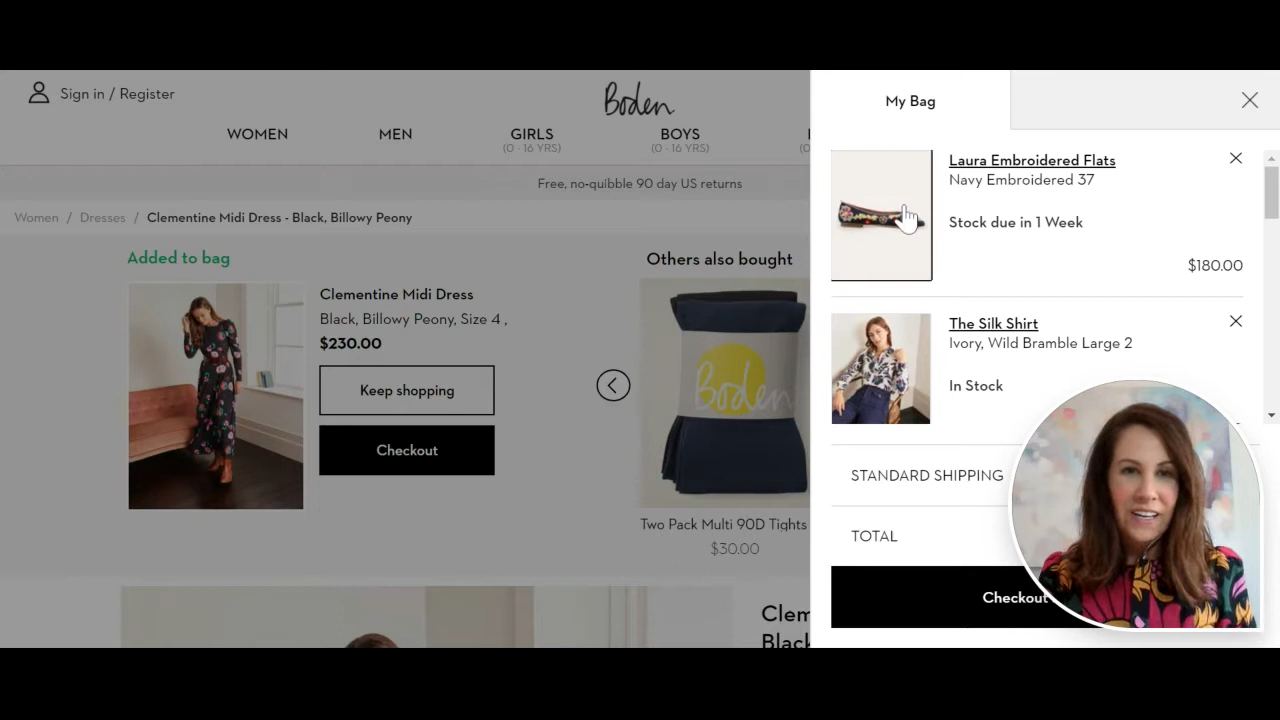 Sign in / Register
Boden
WOMEN
MEN
GIRLS
(0 - 16 YRS)
BOYS
(0 - 16 YRS)
(0
Free, no-quibble 90 day US returns
Women / Dresses / Clementine Midi Dress - Black, Billowy Peony
Added to bag
Clementine Midi Dress
Black, Billowy Peony, Size 4 ,
$230.00
Keep shopping
Checkout
Others also bought
Boden
Two Pack Multi 90D Tights
$30.00
Clem
Black
My Bag
Laura Embroidered Flats
Navy Embroidered 37
Stock due in 1 Week
$180.00
The Silk Shirt
Ivory, Wild Bramble Large 2
In Stock
STANDARD SHIPPING
TOTAL
Checkout